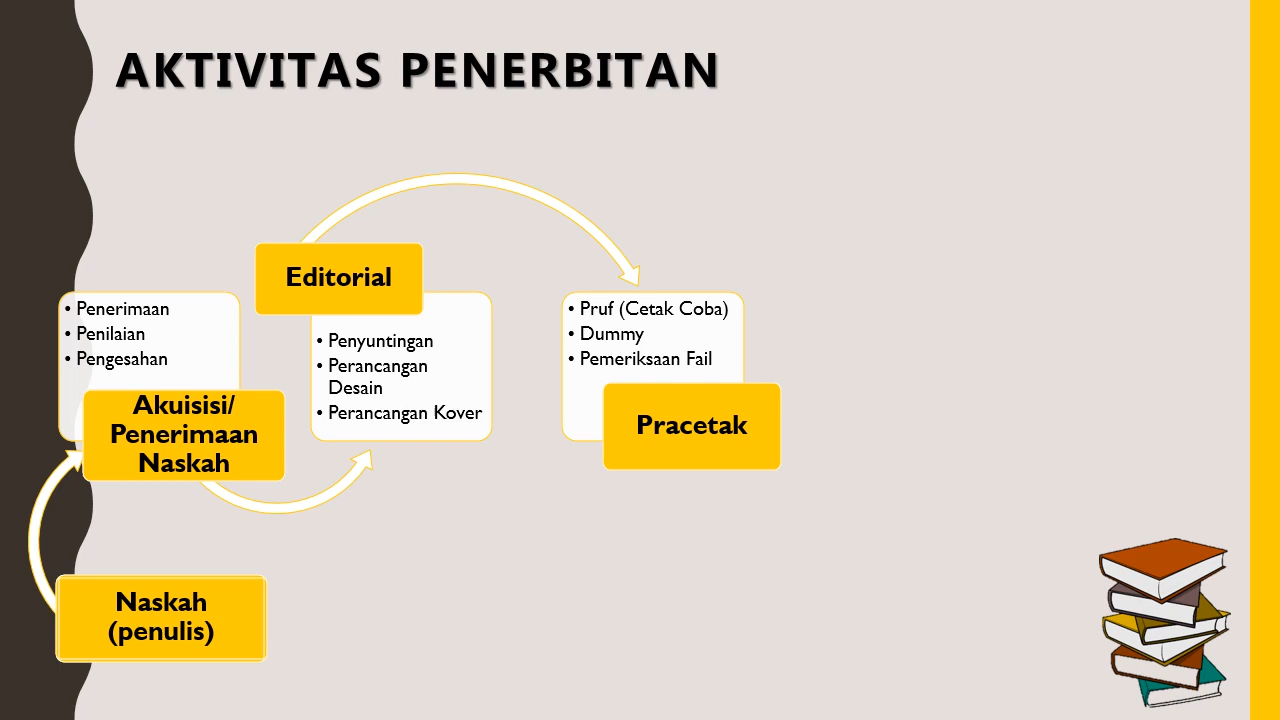 AKTIVITAS PENERBITAN
• Penerimaan
• Penilaian
• Pengesahan
Akuisisi/
Penerimaan
Naskah
Naskah
(penulis)
Editorial
• Penyuntingan
• Perancangan
Desain
• Perancangan Kover
• Pruf (Cetak Coba)
• Dummy
• Pemeriksaan Fail
Pracetak